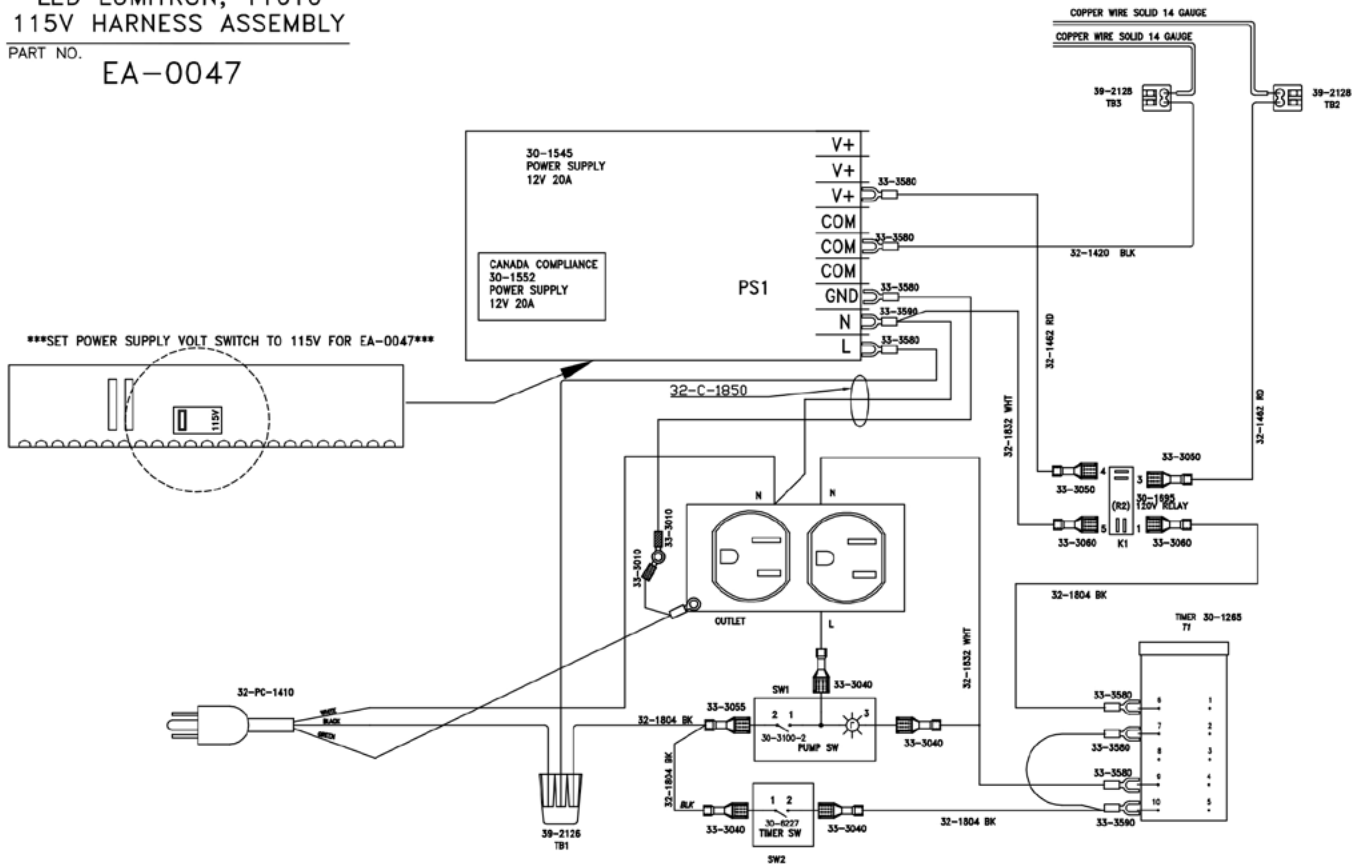 115V HARNESS ASSEMBLY
PART NO.
EA-0047
COPPER WIRE SOLID 14 GAUGE
COPPER WIRE SOLID 14 GAUGE
39-2128
TB3
39-2128
TB2
30-1545
POWER SUPPLY
12V 20A
CANADA COMPLIANCE
30-1552
POWER SUPPLY
12V 20A
PS1
V+
V+
V+
COM
COM
COM
GND
N
L
33-3580
33-3580
33-3580
33-3590
33-3580
32-1420 BLK
32-1462 RD
32-1832 WHT
32-1462 RD
***SET POWER SUPPLY VOLT SWITCH TO 115V FOR EA-0047***
115V
32-C-1850
33-3050
4
3
33-3050
30-1695
(R2) 120V RELAY
5
1
33-3060
K1
33-3060
32-1804 BK
N
N
33-3010
33-3010
OUTLET
L
32-1832 WHT
TIMER 30-1265
T1
32-PC-1410
WHITE
BLACK
GREEN
39-2126
TB1
32-1804 BK
33-3055
SW1
33-3040
2 1
3
30-3100-2
PUMP SW
33-3040
32-1804 BK
BLK
33-3040
1 2
30-6227
TIMER SW
SW2
33-3040
32-1804 BK
33-3580
33-3580
33-3580
33-3590
6 1
7 2
8 3
9 4
10 5